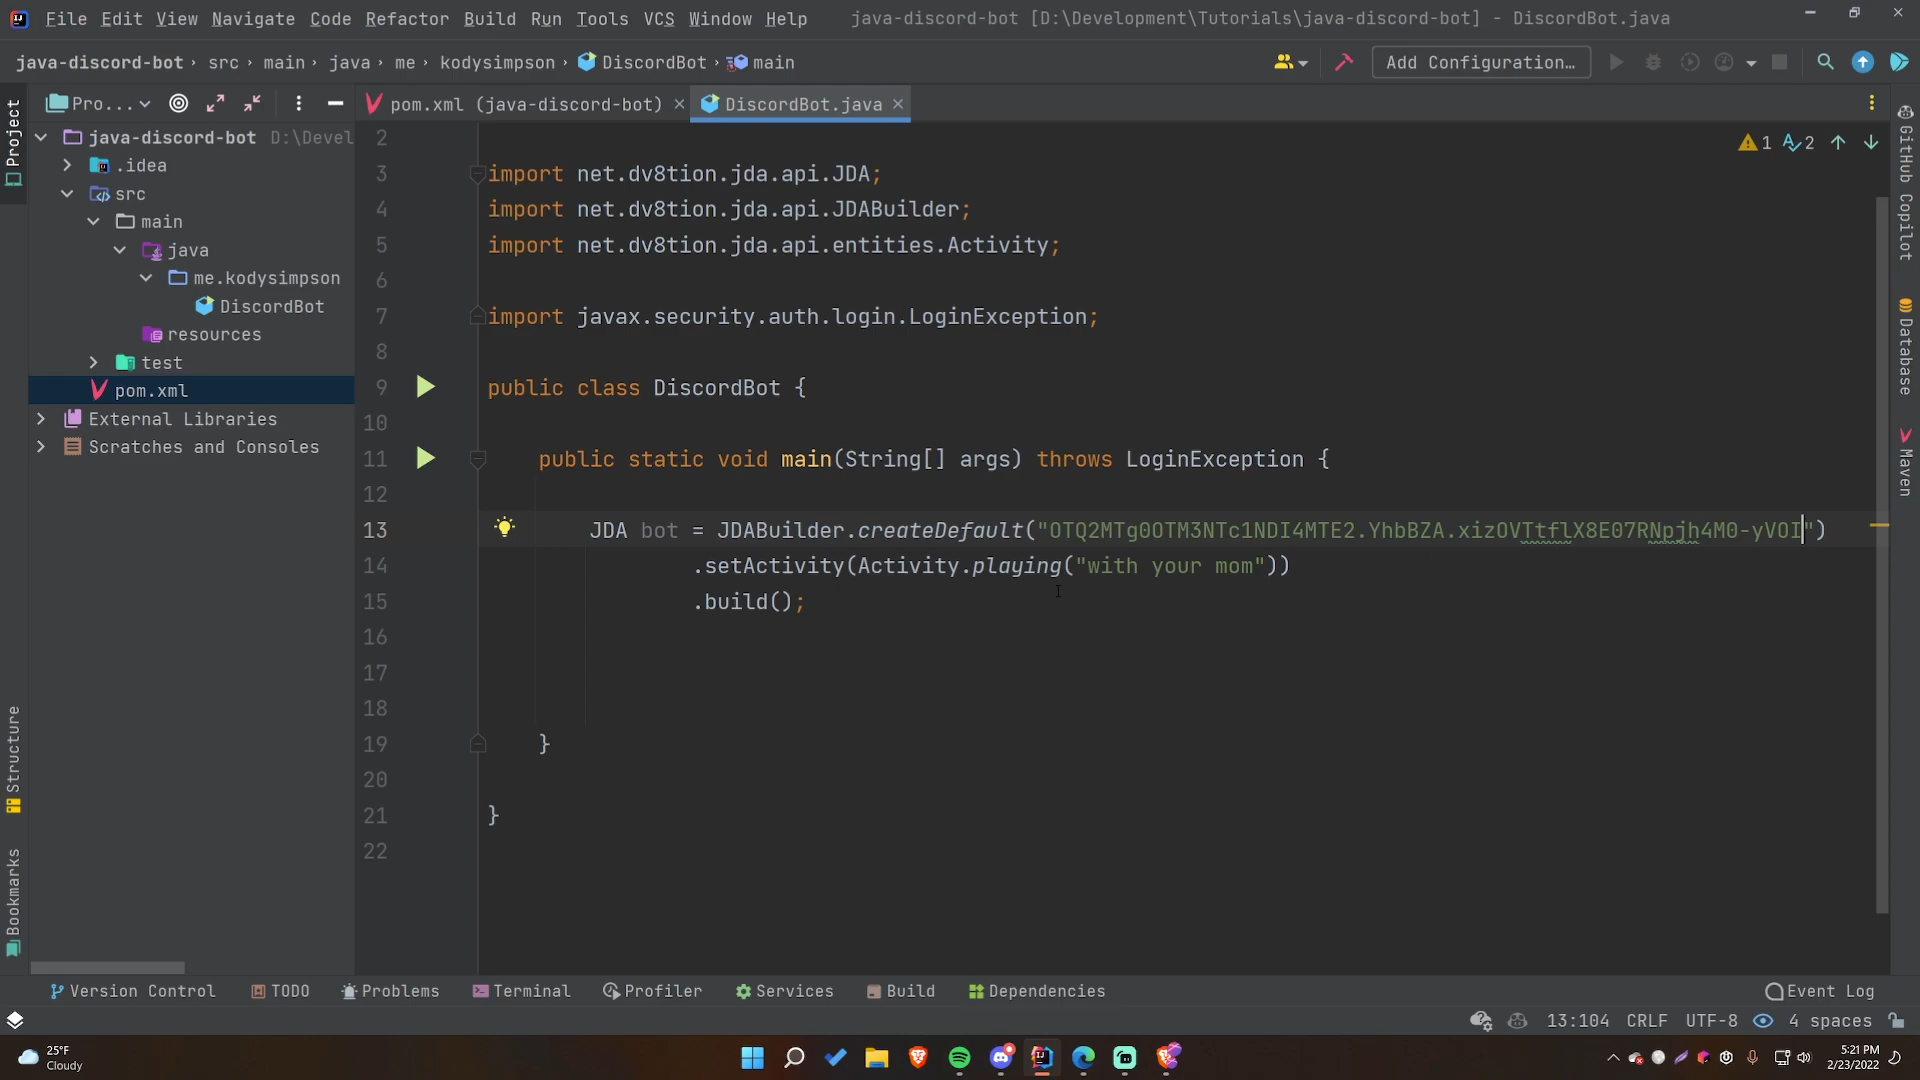 File Edit View Navigate Code Refactor Build Run Tools VCS Window Help java-discord-bot [D:\Development\Tutorials\java-discord-bot] - DiscordBot.java
java-discord-bot › src › main › java › me › kodysimpson › DiscordBot › main Add Configuration...
Project
Pro...
pom.xml (java-discord-bot)
DiscordBot.java
java-discord-bot D:\Devel
.idea
src
main
java
me.kodysimpson
DiscordBot
resources
test
pom.xml
External Libraries
Scratches and Consoles
Structure
Bookmarks
1 2
2
3 import net.dv8tion.jda.api.JDA;
4 import net.dv8tion.jda.api.JDABuilder;
5 import net.dv8tion.jda.api.entities.Activity;
6
7 import javax.security.auth.login.LoginException;
8
9 public class DiscordBot {
10
11 public static void main(String[] args) throws LoginException {
12
13 JDA bot = JDABuilder.createDefault("OTQ2MTg0OTM3NTc1NDI4MTE2.YhbBZA.xizOVTtflX8E07RNpjh4M0-yVOI")
14 .setActivity(Activity.playing("with your mom"))
15 .build();
16
17
18
19 }
20
21 }
22
GitHub Copilot
Database
Maven
Version Control TODO Problems Terminal Profiler Services Build Dependencies Event Log
13:104 CRLF UTF-8 4 spaces
25°F
Cloudy
5:21 PM
2/23/2022